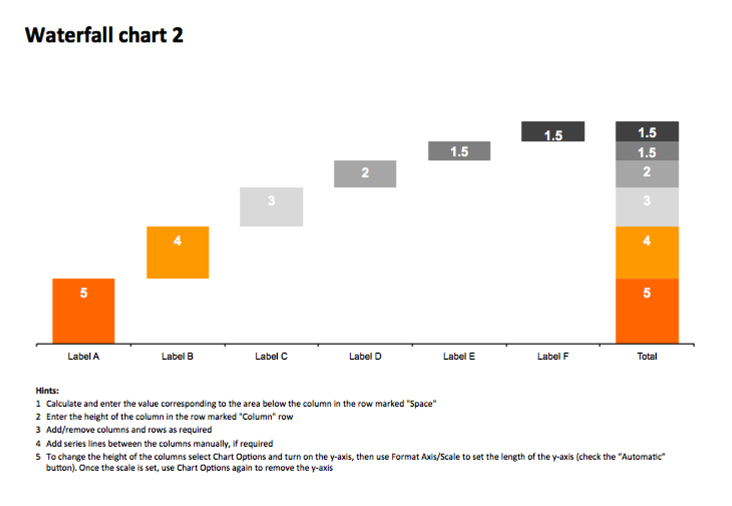 Waterfall chart 2
1.5 1.5
1.5 1.5
2 2
3 3
4 4
5 5
Label A Label B Label C Label D Label E Label F Total
Hints:
1 Calculate and enter the value corresponding to the area below the column in the row marked "Space"
2 Enter the height of the column in the row marked "Column" row
3 Add/remove columns and rows as required
4 Add series lines between the columns manually, if required
5 To change the height of the columns select Chart Options and turn on the y-axis, then use Format Axis/Scale to set the length of the y-axis (check the "Automatic"
button). Once the scale is set, use Chart Options again to remove the y-axis